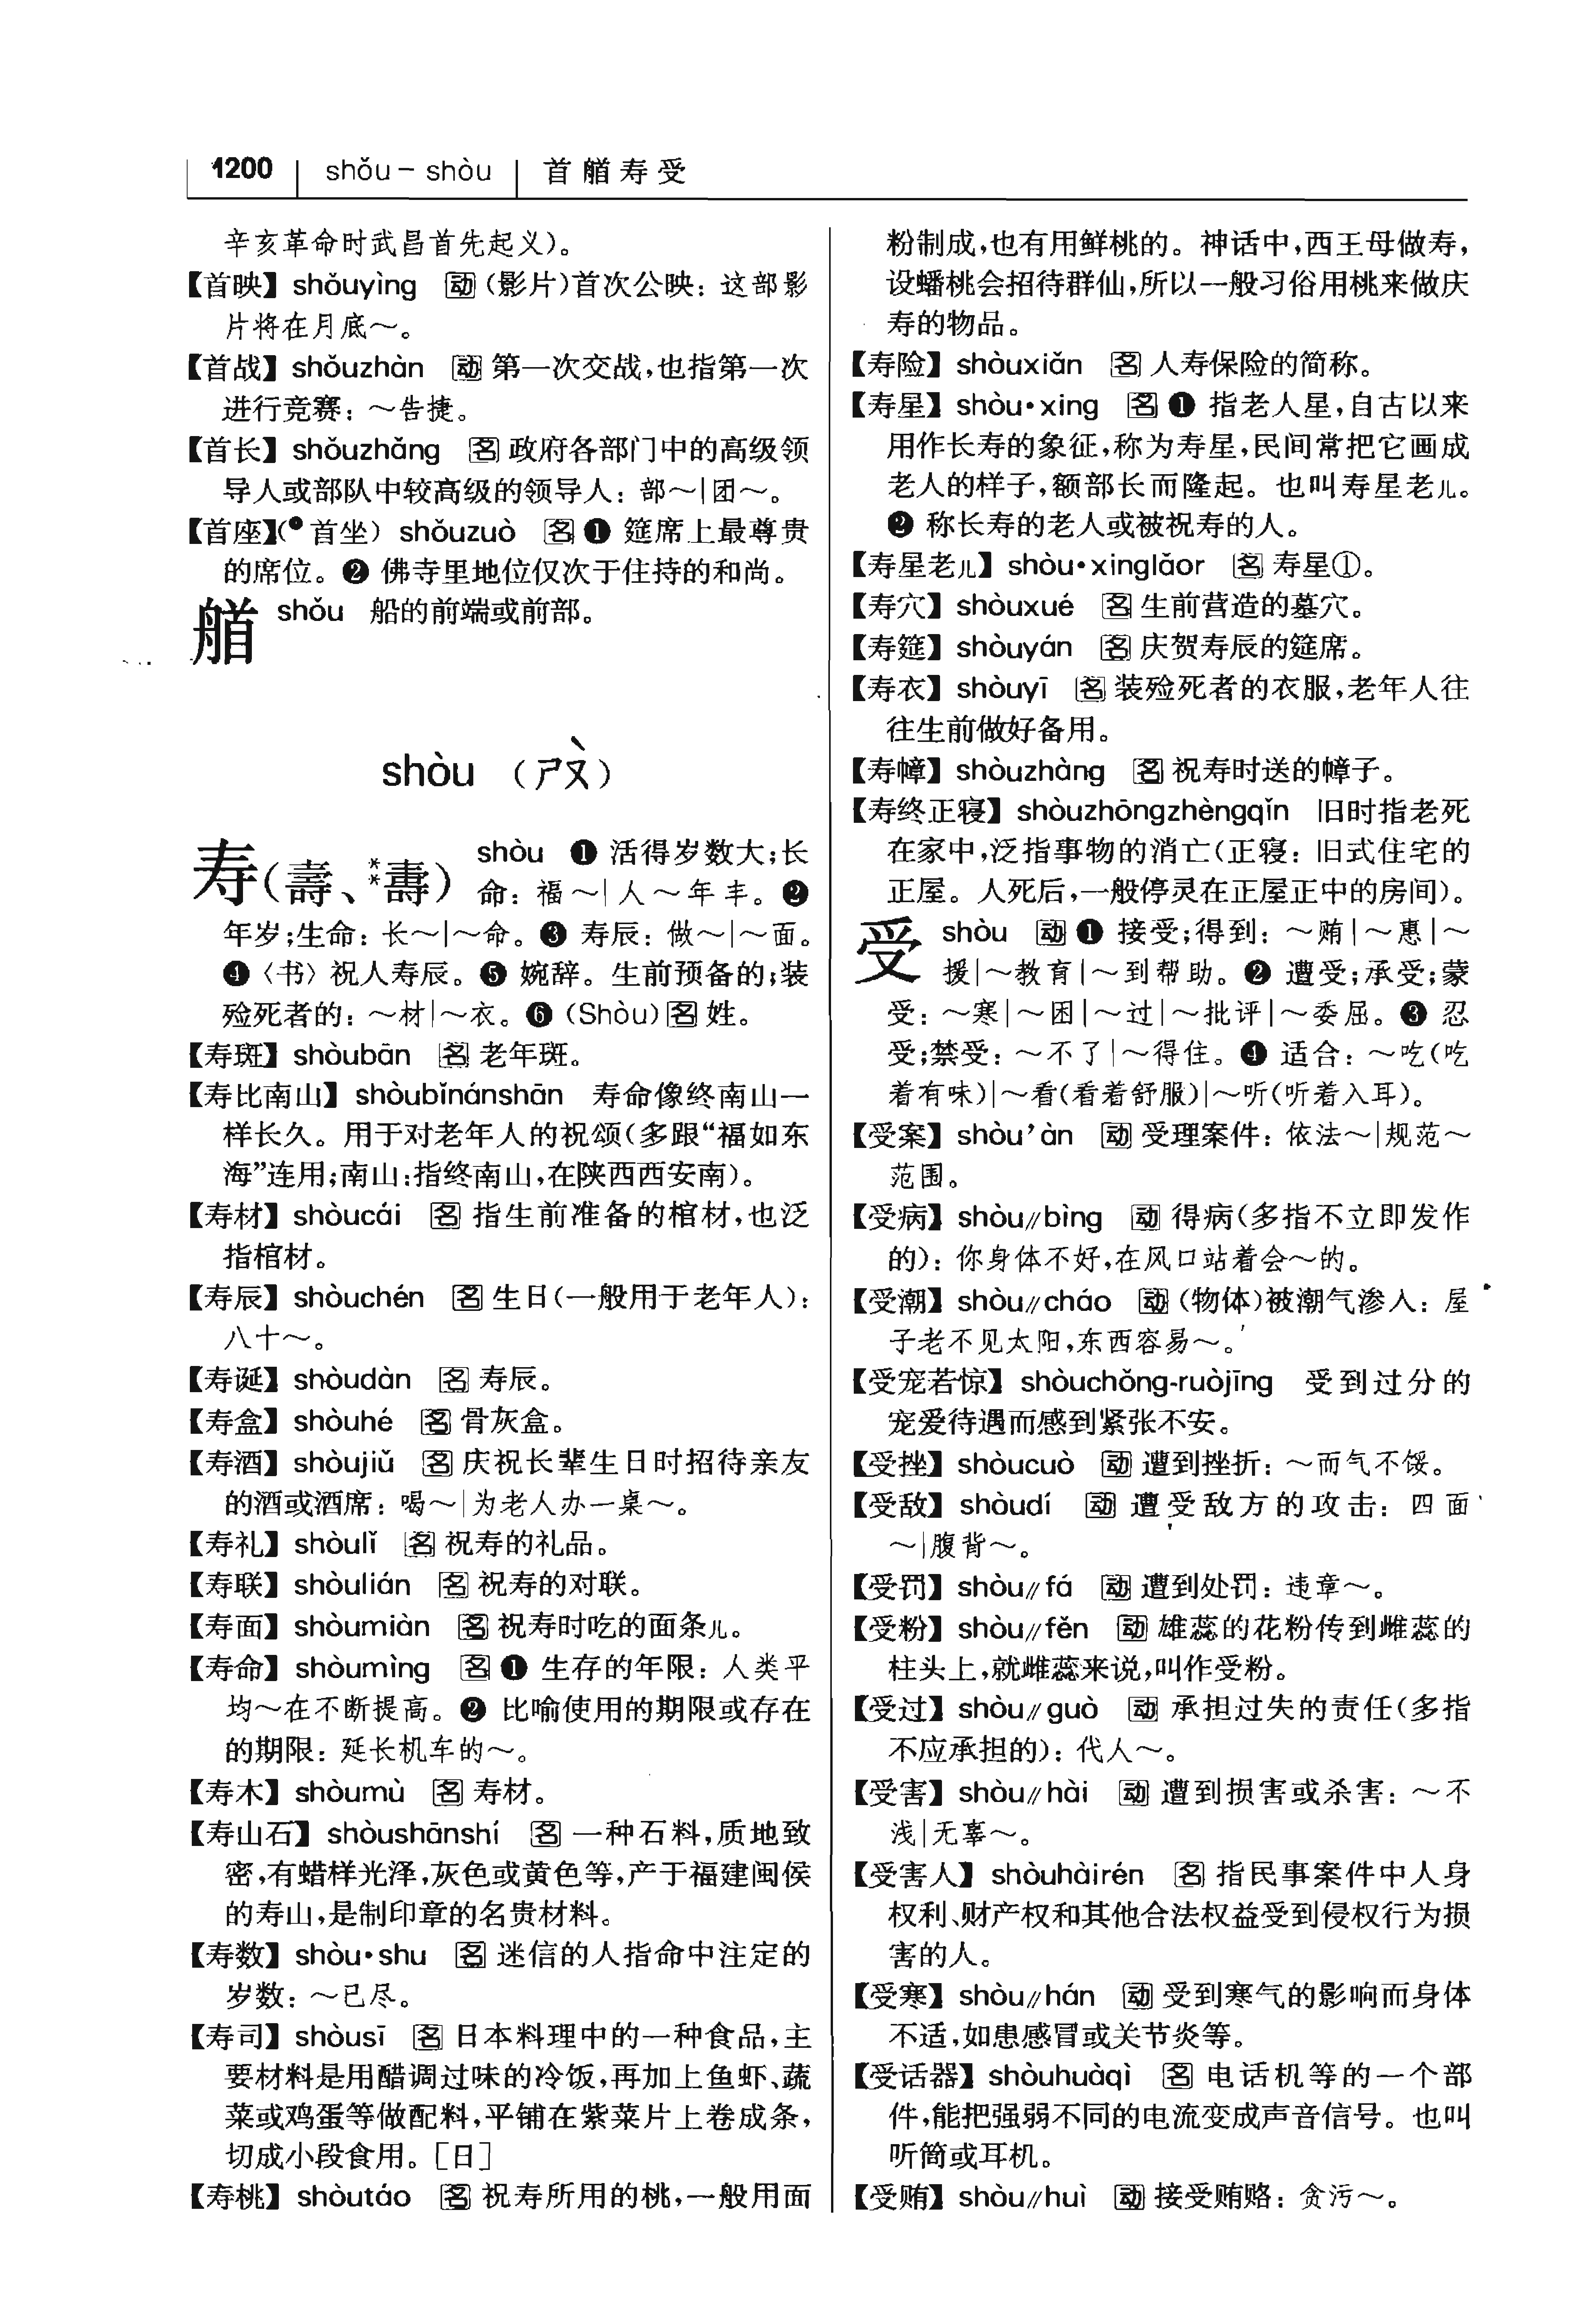 1200 shǒu－shòu 首艏寿受
辛亥革命时武昌首先起义)。
【首映】shǒuyìng 动(影片)首次公映：这部影
片将在月底～。
【首战】shǒuzhàn 动第一次交战,也指第一次
进行竞赛：～告捷。
【首长】shǒuzhǎng 名政府各部门中的高级领
导人或部队中较高级的领导人：部～|团～。
【首座】(●首坐) shǒuzuò 名❶ 筵席上最尊贵
的席位。❷ 佛寺里地位仅次于住持的和尚。
艏 shǒu 船的前端或前部。
shòu （ㄕㄡˋ）
寿(壽、**夀) shòu ❶ 活得岁数大;长
命：福～|人～年丰。❷
年岁;生命：长～|～命。❸ 寿辰：做～|～面。
❹〈书〉祝人寿辰。❺ 婉辞。生前预备的;装
殓死者的：～材|～衣。❻ (Shòu)名姓。
【寿斑】shòubān 名老年斑。
【寿比南山】shòubǐnánshān 寿命像终南山一
样长久。用于对老年人的祝颂(多跟“福如东
海”连用;南山:指终南山,在陕西西安南)。
【寿材】shòucái 名指生前准备的棺材,也泛
指棺材。
【寿辰】shòuchén 名生日(一般用于老年人)：
八十～。
【寿诞】shòudàn 名寿辰。
【寿盒】shòuhé 名骨灰盒。
【寿酒】shòujiǔ 名庆祝长辈生日时招待亲友
的酒或酒席：喝～|为老人办一桌～。
【寿礼】shòulǐ 名祝寿的礼品。
【寿联】shòulián 名祝寿的对联。
【寿面】shòumiàn 名祝寿时吃的面条儿。
【寿命】shòumìng 名❶ 生存的年限：人类平
均～在不断提高。❷ 比喻使用的期限或存在
的期限：延长机车的～。
【寿木】shòumù 名寿材。
【寿山石】shòushānshí 名一种石料,质地致
密,有蜡样光泽,灰色或黄色等,产于福建闽侯
的寿山,是制印章的名贵材料。
【寿数】shòu·shu 名迷信的人指命中注定的
岁数：～已尽。
【寿司】shòusī 名日本料理中的一种食品,主
要材料是用醋调过味的冷饭,再加上鱼虾、蔬
菜或鸡蛋等做配料,平铺在紫菜片上卷成条,
切成小段食用。[日]
【寿桃】shòutáo 名祝寿所用的桃,一般用面
粉制成,也有用鲜桃的。神话中,西王母做寿,
设蟠桃会招待群仙,所以一般习俗用桃来做庆
寿的物品。
【寿险】shòuxiǎn 名人寿保险的简称。
【寿星】shòu·xing 名❶ 指老人星,自古以来
用作长寿的象征,称为寿星,民间常把它画成
老人的样子,额部长而隆起。也叫寿星老儿。
❷ 称长寿的老人或被祝寿的人。
【寿星老儿】shòu·xinglǎor 名寿星①。
【寿穴】shòuxué 名生前营造的墓穴。
【寿筵】shòuyán 名庆贺寿辰的筵席。
【寿衣】shòuyī 名装殓死者的衣服,老年人往
往生前做好备用。
【寿幛】shòuzhàng 名祝寿时送的幛子。
【寿终正寝】shòuzhōngzhèngqǐn 旧时指老死
在家中,泛指事物的消亡(正寝：旧式住宅的
正屋。人死后,一般停灵在正屋正中的房间)。
受 shòu 动❶ 接受;得到：～贿|～惠|～
援|～教育|～到帮助。❷ 遭受;承受;蒙
受：～寒|～困|～过|～批评|～委屈。❸ 忍
受;禁受：～不了|～得住。❹ 适合：～吃(吃
着有味)|～看(看着舒服)|～听(听着入耳)。
【受案】shòu’àn 动受理案件：依法～|规范～
范围。
【受病】shòu∥bìng 动得病(多指不立即发作
的)：你身体不好,在风口站着会～的。
【受潮】shòu∥cháo 动(物体)被潮气渗入：屋
子老不见太阳,东西容易～。
【受宠若惊】shòuchǒng-ruòjīng 受到过分的
宠爱待遇而感到紧张不安。
【受挫】shòucuò 动遭到挫折：～而气不馁。
【受敌】shòudí 动遭受敌方的攻击：四面
～|腹背～。
【受罚】shòu∥fá 动遭到处罚：违章～。
【受粉】shòu∥fěn 动雄蕊的花粉传到雌蕊的
柱头上,就雌蕊来说,叫作受粉。
【受过】shòu∥guò 动承担过失的责任(多指
不应承担的)：代人～。
【受害】shòu∥hài 动遭到损害或杀害：～不
浅|无辜～。
【受害人】shòuhàirén 名指民事案件中人身
权利、财产权和其他合法权益受到侵权行为损
害的人。
【受寒】shòu∥hán 动受到寒气的影响而身体
不适,如患感冒或关节炎等。
【受话器】shòuhuàqì 名电话机等的一个部
件,能把强弱不同的电流变成声音信号。也叫
听筒或耳机。
【受贿】shòu∥huì 动接受贿赂：贪污～。